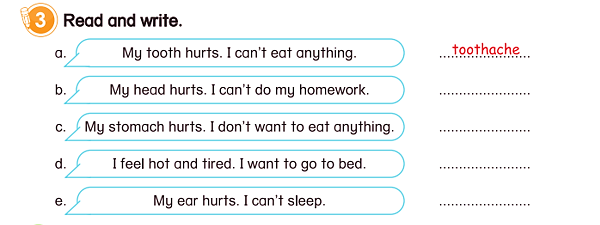 3 Read and write.
a. My tooth hurts. I can't eat anything. toothache
b. My head hurts. I can't do my homework. ........................
c. My stomach hurts. I don't want to eat anything. ........................
d. I feel hot and tired. I want to go to bed. ........................
e. My ear hurts. I can't sleep. ........................